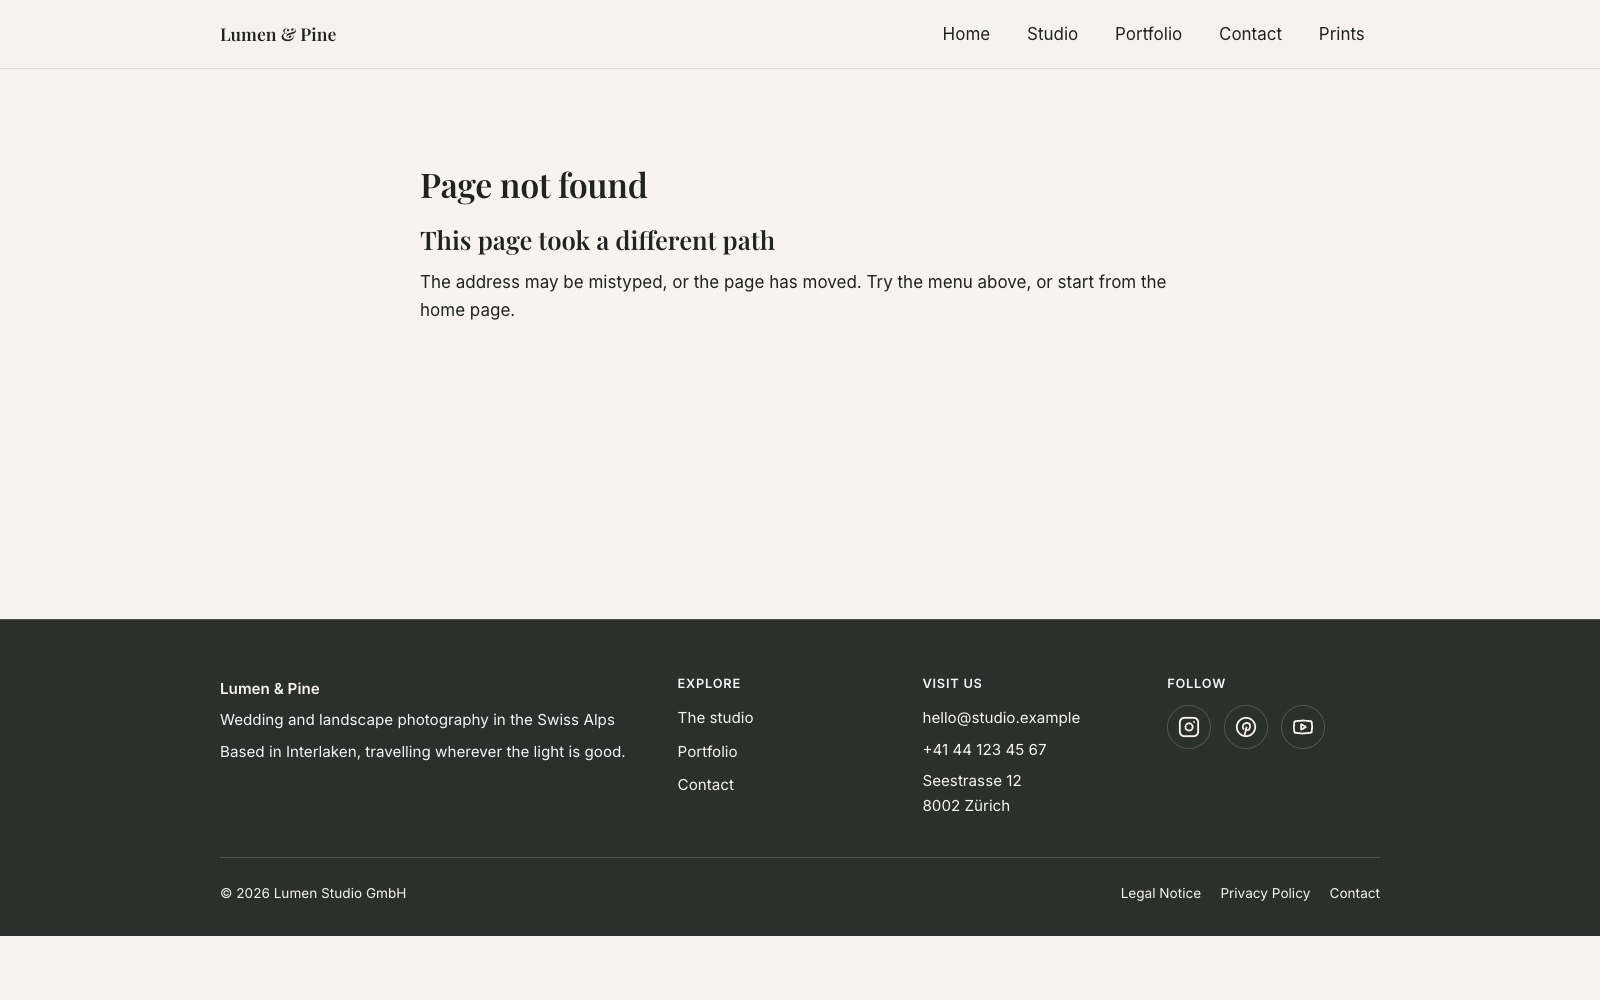 Lumen & Pine
Home
Studio
Portfolio
Contact
Prints
Page not found
This page took a different path
The address may be mistyped, or the page has moved. Try the menu above, or start from the
home page.
Lumen & Pine
Wedding and landscape photography in the Swiss Alps
Based in Interlaken, travelling wherever the light is good.
EXPLORE
The studio
Portfolio
Contact
VISIT US
hello@studio.example
+41 44 123 45 67
Seestrasse 12
8002 Zürich
FOLLOW
© 2026 Lumen Studio GmbH
Legal Notice
Privacy Policy
Contact